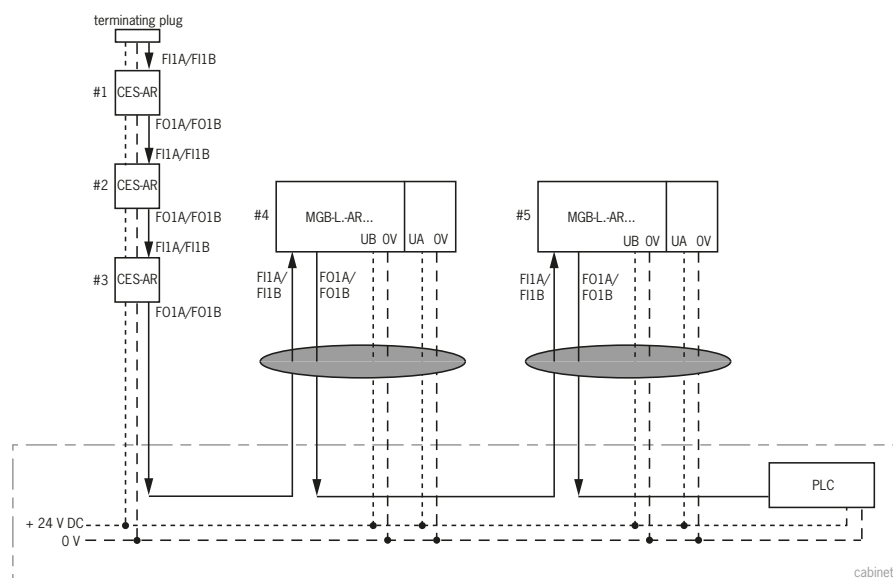 terminating plug
FI1A/FI1B
#1
CES-AR
FO1A/FO1B
FI1A/FI1B
#2
CES-AR
FO1A/FO1B
FI1A/FI1B
#3
CES-AR
FO1A/FO1B
#4
MGB-L.-AR...
UB 0V
UA 0V
FI1A/
FI1B
FO1A/
FO1B
#5
MGB-L.-AR...
UB 0V
UA 0V
FI1A/
FI1B
FO1A/
FO1B
PLC
+ 24 V DC
0 V
cabinet